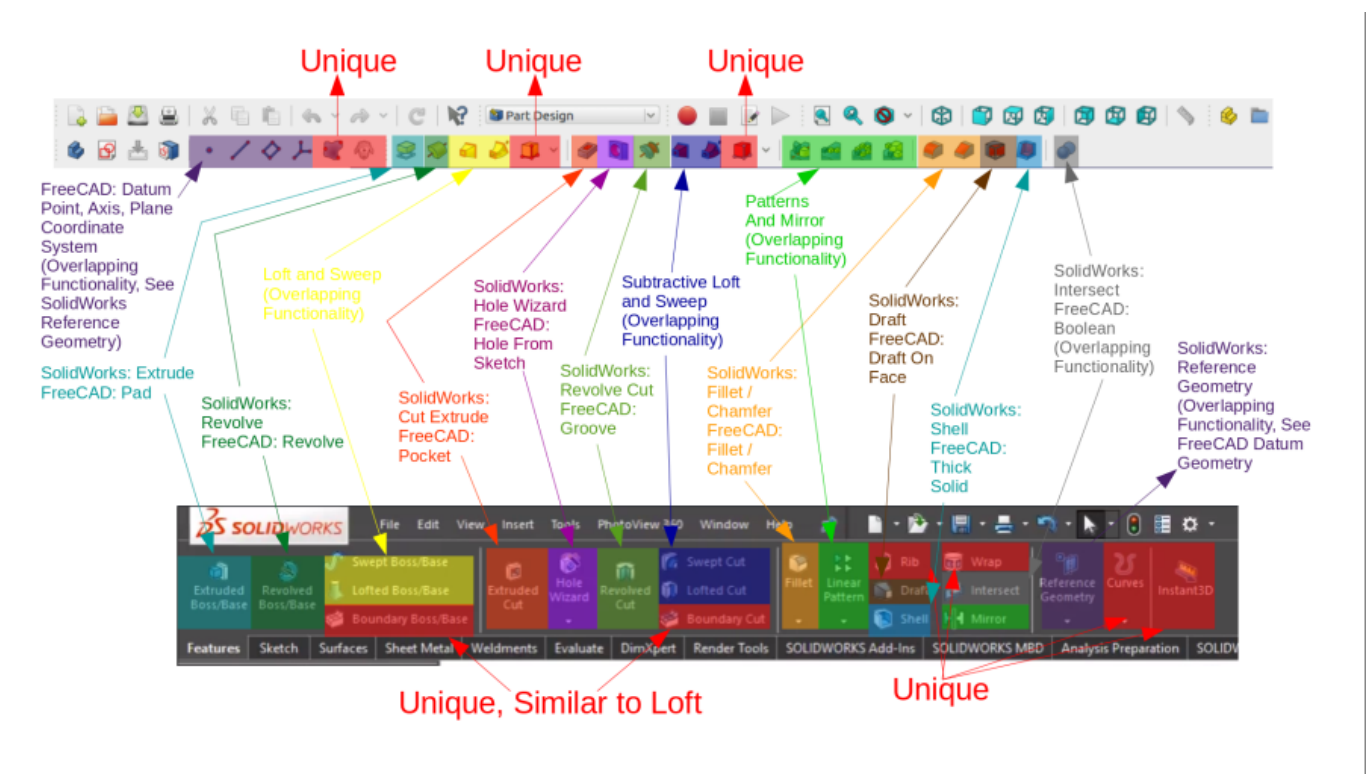 Unique
Unique
Unique
Part Design
FreeCAD: Datum
Point, Axis, Plane
Coordinate
System
(Overlapping
Functionality, See
SolidWorks
Reference
Geometry)
SolidWorks: Extrude
FreeCAD: Pad
SolidWorks:
Revolve
FreeCAD: Revolve
Loft and Sweep
(Overlapping
Functionality)
SolidWorks:
Cut Extrude
FreeCAD:
Pocket
SolidWorks:
Hole Wizard
FreeCAD:
Hole From
Sketch
SolidWorks:
Revolve Cut
FreeCAD:
Groove
Subtractive Loft
and Sweep
(Overlapping
Functionality)
SolidWorks:
Fillet /
Chamfer
FreeCAD:
Fillet /
Chamfer
Patterns
And Mirror
(Overlapping
Functionality)
SolidWorks:
Draft
FreeCAD:
Draft On
Face
SolidWorks:
Shell
FreeCAD:
Thick
Solid
SolidWorks:
Intersect
FreeCAD:
Boolean
(Overlapping
Functionality)
SolidWorks:
Reference
Geometry
(Overlapping
Functionality, See
FreeCAD Datum
Geometry
SOLIDWORKS File Edit View Insert Tools PhotoView 360 Window Help
Extruded
Boss/Base
Revolved
Boss/Base
Swept Boss/Base
Lofted Boss/Base
Boundary Boss/Base
Extruded
Cut
Hole
Wizard
Revolved
Cut
Swept Cut
Lofted Cut
Boundary Cut
Fillet
Linear
Pattern
Rib
Draft
Shell
Wrap
Intersect
Mirror
Reference
Geometry
Curves
Instant3D
Features Sketch Surfaces Sheet Metal Weldments Evaluate DimXpert Render Tools SOLIDWORKS Add-Ins SOLIDWORKS MBD Analysis Preparation
Unique, Similar to Loft
Unique